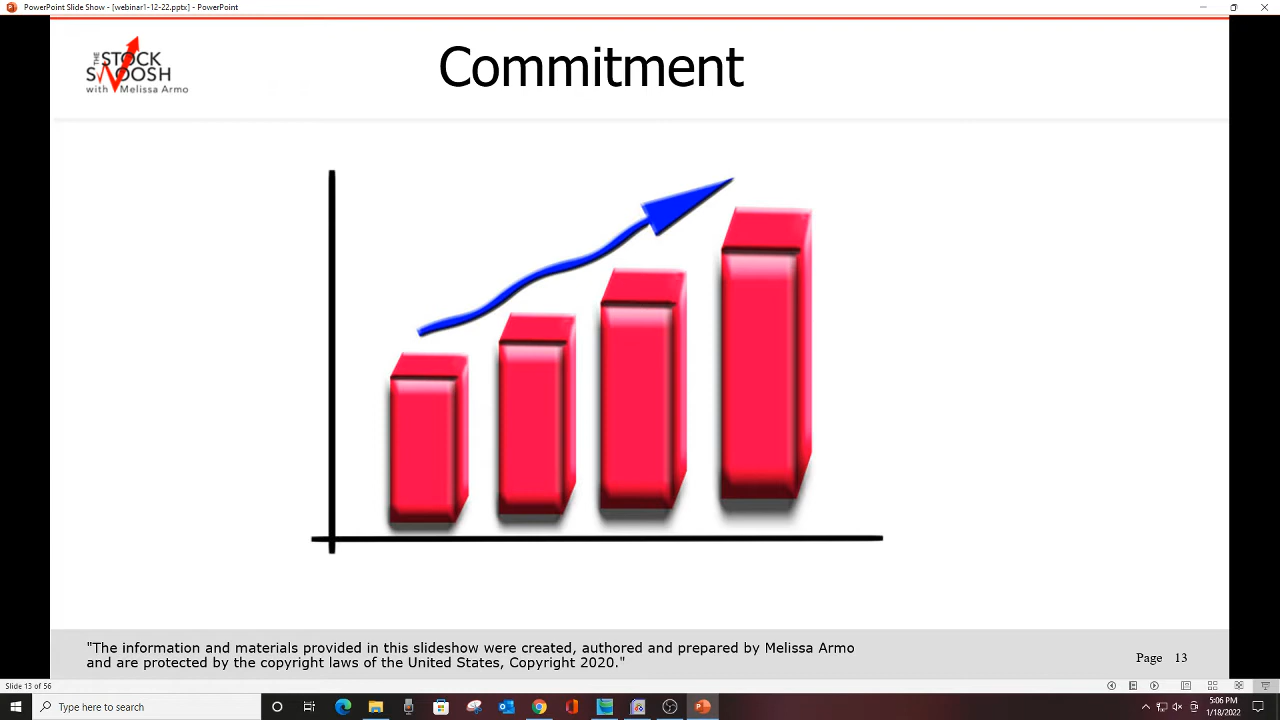 PowerPoint Slide Show - [webinar1-12-22.pptx] - PowerPoint
THE STOCK
SWOOSH
with Melissa Armo
Commitment
"The information and materials provided in this slideshow were created, authored and prepared by Melissa Armo
and are protected by the copyright laws of the United States, Copyright 2020."
Page 13
Slide 13 of 56
Type here to search
5:06 PM
1/18/2022